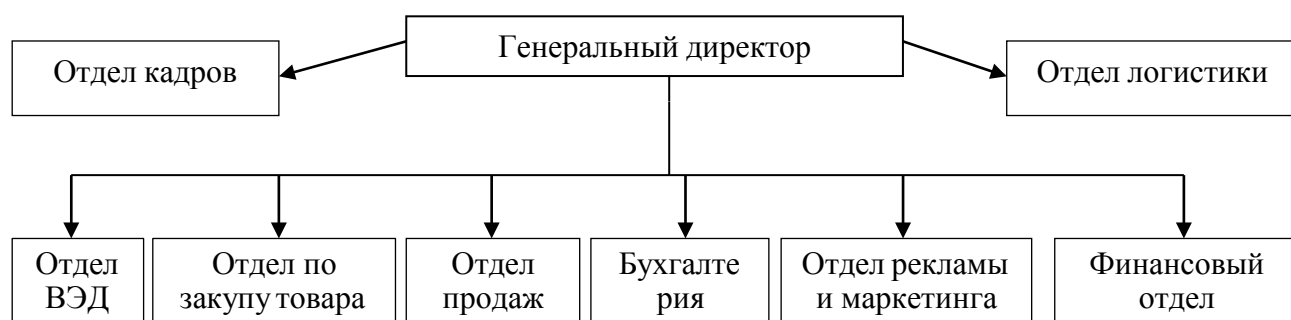 Генеральный директор
Отдел кадров
Отдел логистики
Отдел
ВЭД
Отдел по
закупу товара
Отдел
продаж
Бухгалте
рия
Отдел рекламы
и маркетинга
Финансовый
отдел